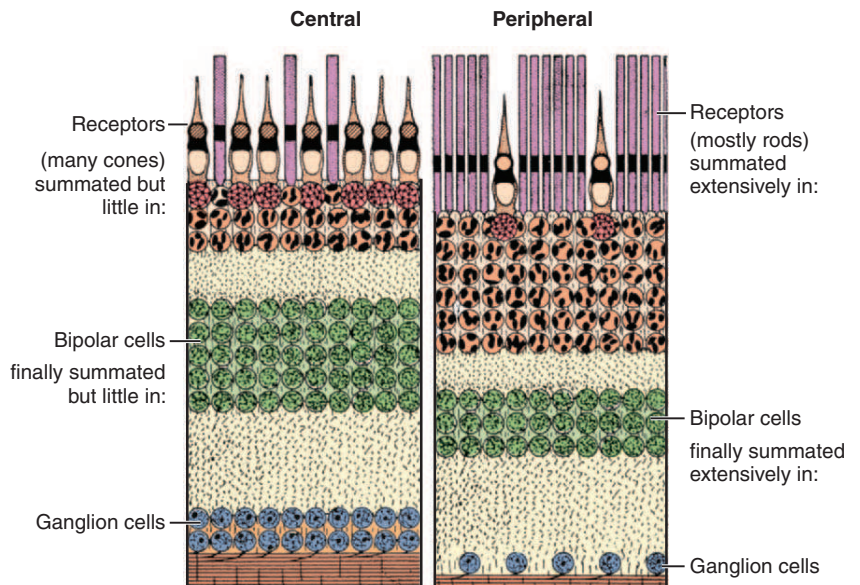 Central
Peripheral
Receptors
(many cones)
summated but
little in:
Bipolar cells
finally summated
but little in:
Ganglion cells
Receptors
(mostly rods)
summated
extensively in:
Bipolar cells
finally summated
extensively in:
Ganglion cells